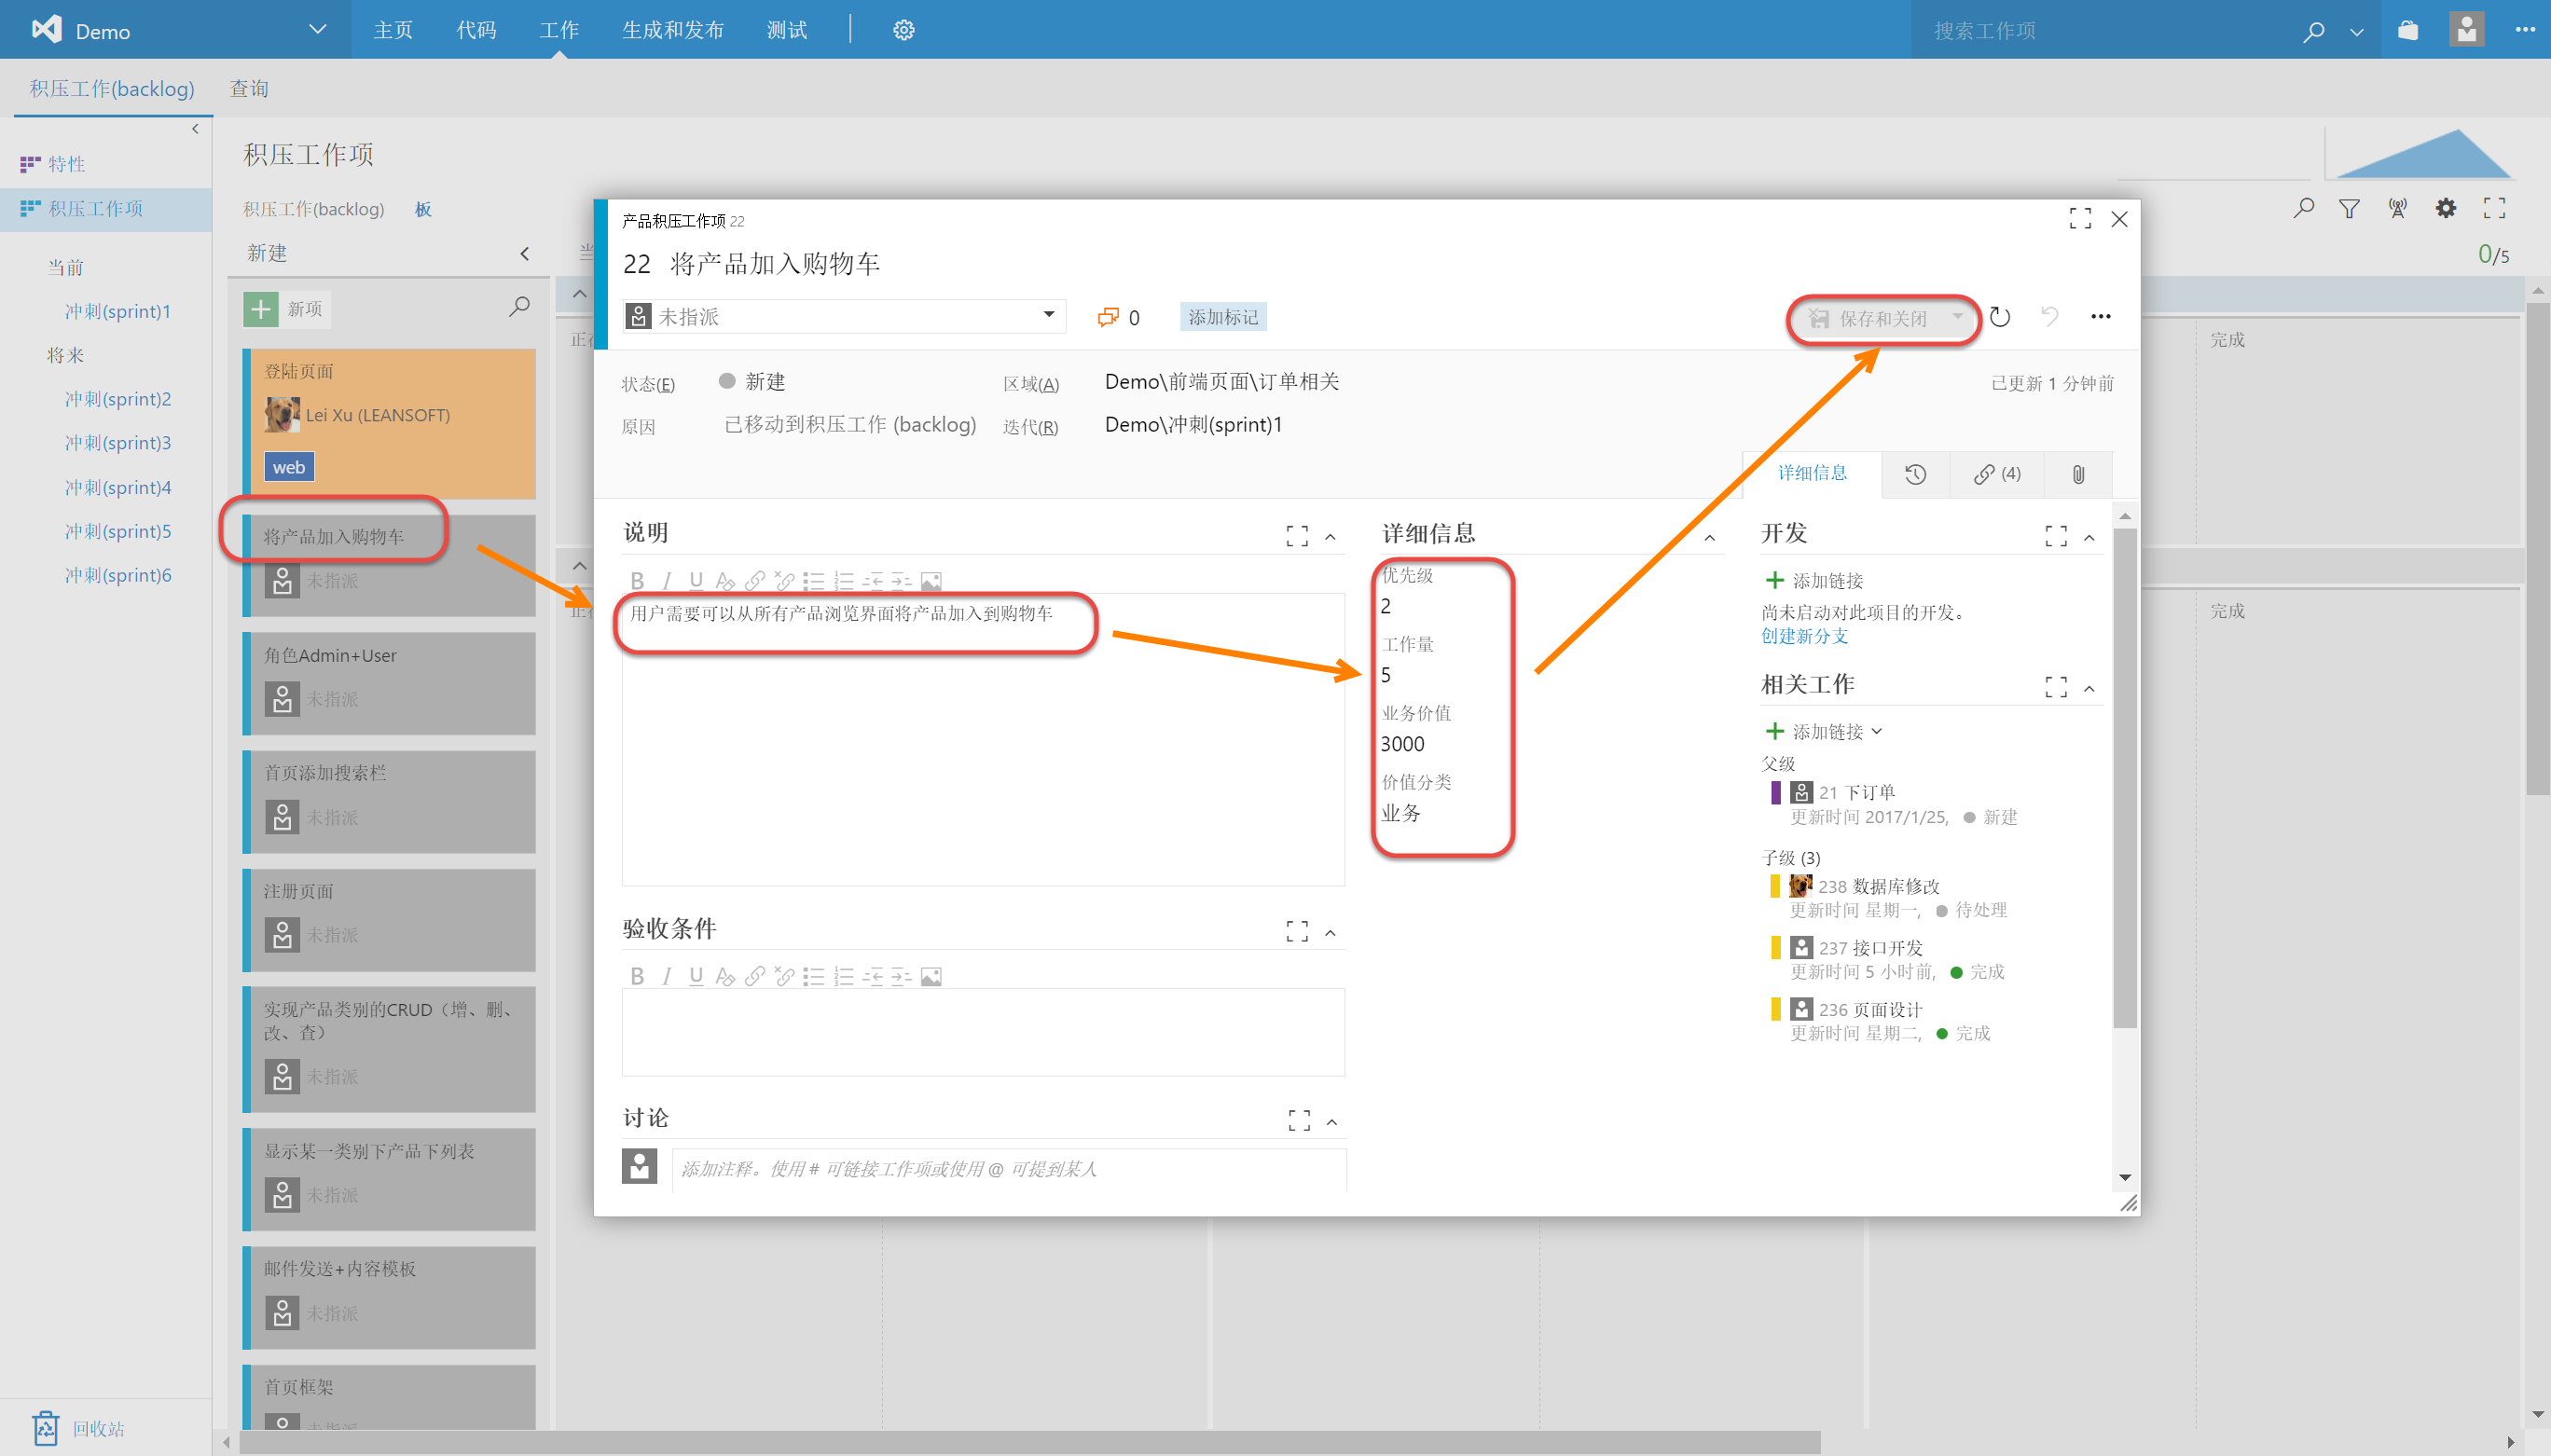 Demo
主页
代码
工作
生成和发布
测试
搜索工作项
积压工作(backlog)
查询
特性
积压工作项
当前
冲刺(sprint)1
将来
冲刺(sprint)2
冲刺(sprint)3
冲刺(sprint)4
冲刺(sprint)5
冲刺(sprint)6
回收站
积压工作项
积压工作(backlog)
板
0/5
新建
新项
登陆页面
Lei Xu (LEANSOFT)
web
将产品加入购物车
未指派
角色Admin+User
未指派
首页添加搜索栏
未指派
注册页面
未指派
实现产品类别的CRUD（增、删、
改、查）
未指派
显示某一类别下产品下列表
未指派
邮件发送+内容模板
未指派
首页框架
未指派
完成
完成
产品积压工作项 22
22 将产品加入购物车
未指派
0
添加标记
保存和关闭
状态(E)
新建
区域(A)
Demo\前端页面\订单相关
已更新 1 分钟前
原因
已移动到积压工作 (backlog)
迭代(R)
Demo\冲刺(sprint)1
详细信息
(4)
说明
用户需要可以从所有产品浏览界面将产品加入到购物车
验收条件
讨论
添加注释。使用 # 可链接工作项或使用 @ 可提到某人
详细信息
优先级
2
工作量
5
业务价值
3000
价值分类
业务
开发
添加链接
尚未启动对此项目的开发。
创建新分支
相关工作
添加链接
父级
21 下订单
更新时间 2017/1/25, 新建
子级 (3)
238 数据库修改
更新时间 星期一, 待处理
237 接口开发
更新时间 5 小时前, 完成
236 页面设计
更新时间 星期二, 完成